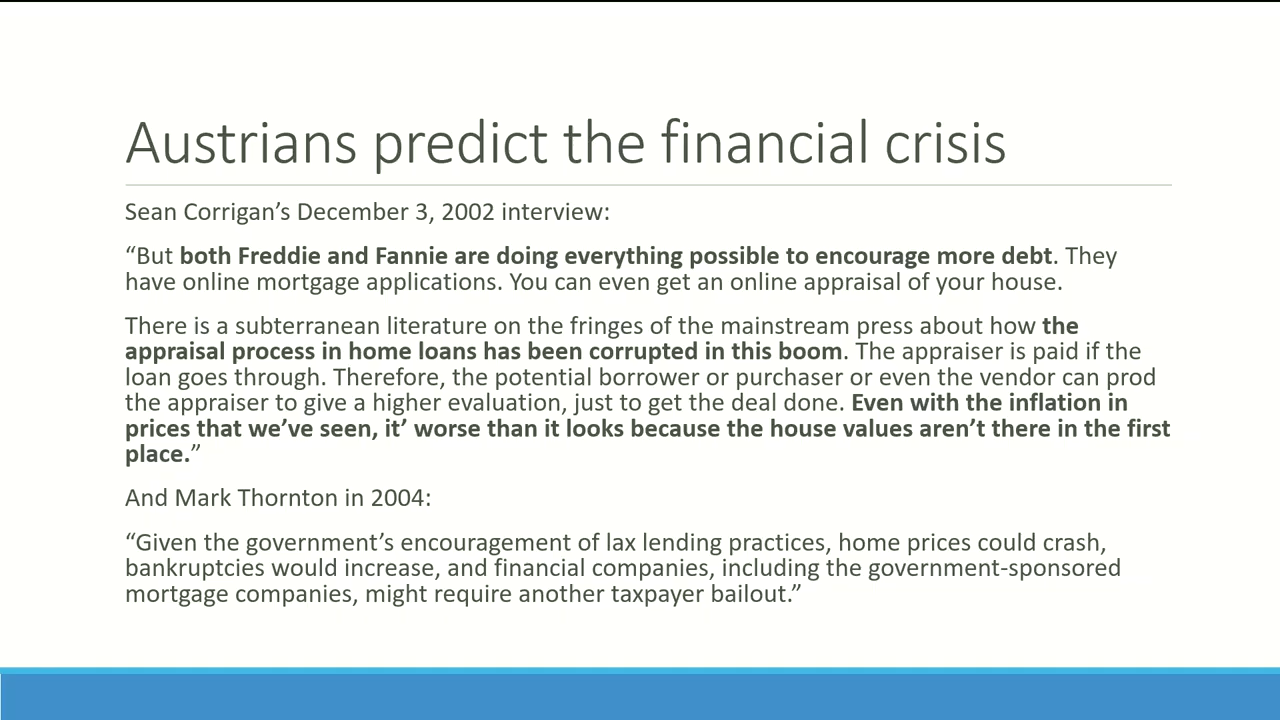 Austrians predict the financial crisis
Sean Corrigan’s December 3, 2002 interview:
“But both Freddie and Fannie are doing everything possible to encourage more debt. They
have online mortgage applications. You can even get an online appraisal of your house.
There is a subterranean literature on the fringes of the mainstream press about how the
appraisal process in home loans has been corrupted in this boom. The appraiser is paid if the
loan goes through. Therefore, the potential borrower or purchaser or even the vendor can prod
the appraiser to give a higher evaluation, just to get the deal done. Even with the inflation in
prices that we’ve seen, it’ worse than it looks because the house values aren’t there in the first
place.”
And Mark Thornton in 2004:
“Given the government’s encouragement of lax lending practices, home prices could crash,
bankruptcies would increase, and financial companies, including the government-sponsored
mortgage companies, might require another taxpayer bailout.”